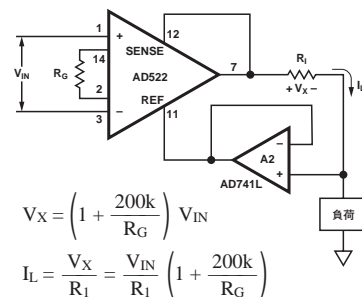 1
+
12
SENSE
14
V_IN
R_G
AD522
7
R_I
+ V_X −
I_L
2
REF
−
3
11
−
A2
+
AD741L
負荷
V_X = (1 + 200k / R_G) V_IN
I_L = V_X / R_1 = V_IN / R_1 (1 + 200k / R_G)